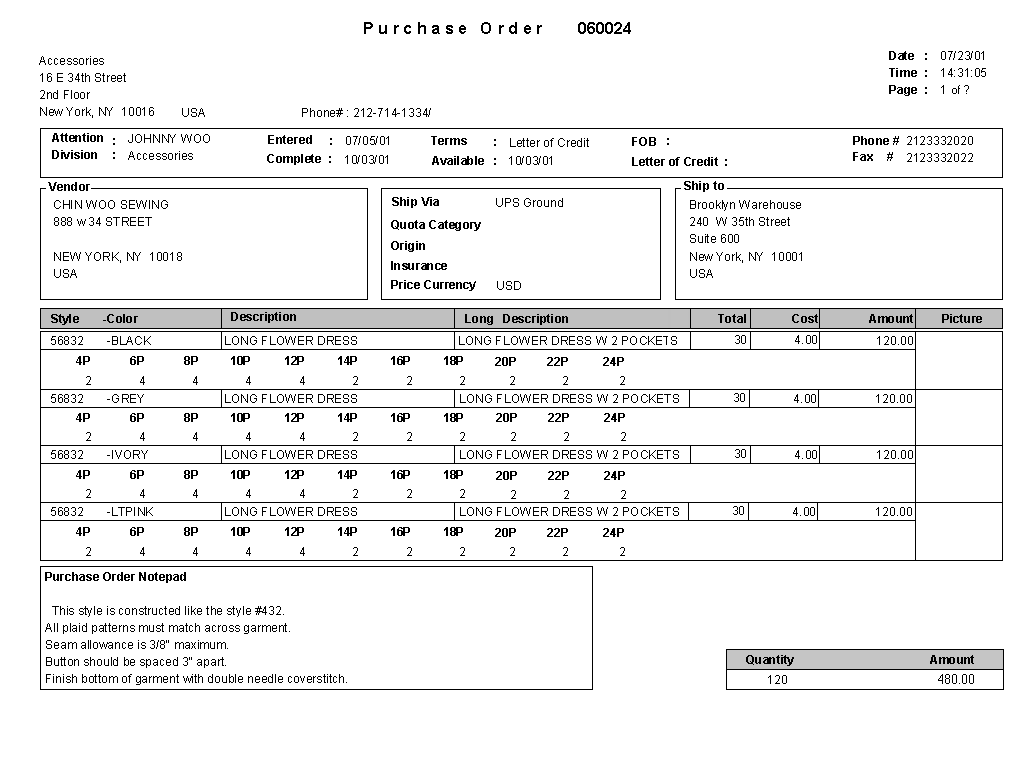 Purchase Order 060024
Accessories
16 E 34th Street
2nd Floor
New York, NY 10016 USA Phone# : 212-714-1334/
Date : 07/23/01
Time : 14:31:05
Page : 1 of ?
Attention : JOHNNY WOO Entered : 07/05/01 Terms : Letter of Credit FOB : Phone # 2123332020
Division : Accessories Complete : 10/03/01 Available : 10/03/01 Letter of Credit : Fax # 2123332022
Vendor
CHIN WOO SEWING
888 w 34 STREET
NEW YORK, NY 10018
USA
Ship Via UPS Ground
Quota Category
Origin
Insurance
Price Currency USD
Ship to
Brooklyn Warehouse
240 W 35th Street
Suite 600
New York, NY 10001
USA
Style -Color Description Long Description Total Cost Amount Picture
56832 -BLACK LONG FLOWER DRESS LONG FLOWER DRESS W 2 POCKETS 30 4.00 120.00
4P 6P 8P 10P 12P 14P 16P 18P 20P 22P 24P
2 4 4 4 4 2 2 2 2 2 2
56832 -GREY LONG FLOWER DRESS LONG FLOWER DRESS W 2 POCKETS 30 4.00 120.00
4P 6P 8P 10P 12P 14P 16P 18P 20P 22P 24P
2 4 4 4 4 2 2 2 2 2 2
56832 -IVORY LONG FLOWER DRESS LONG FLOWER DRESS W 2 POCKETS 30 4.00 120.00
4P 6P 8P 10P 12P 14P 16P 18P 20P 22P 24P
2 4 4 4 4 2 2 2 2 2 2
56832 -LTPINK LONG FLOWER DRESS LONG FLOWER DRESS W 2 POCKETS 30 4.00 120.00
4P 6P 8P 10P 12P 14P 16P 18P 20P 22P 24P
2 4 4 4 4 2 2 2 2 2 2
Purchase Order Notepad
This style is constructed like the style #432.
All plaid patterns must match across garment.
Seam allowance is 3/8" maximum.
Button should be spaced 3" apart.
Finish bottom of garment with double needle coverstitch.
Quantity Amount
120 480.00